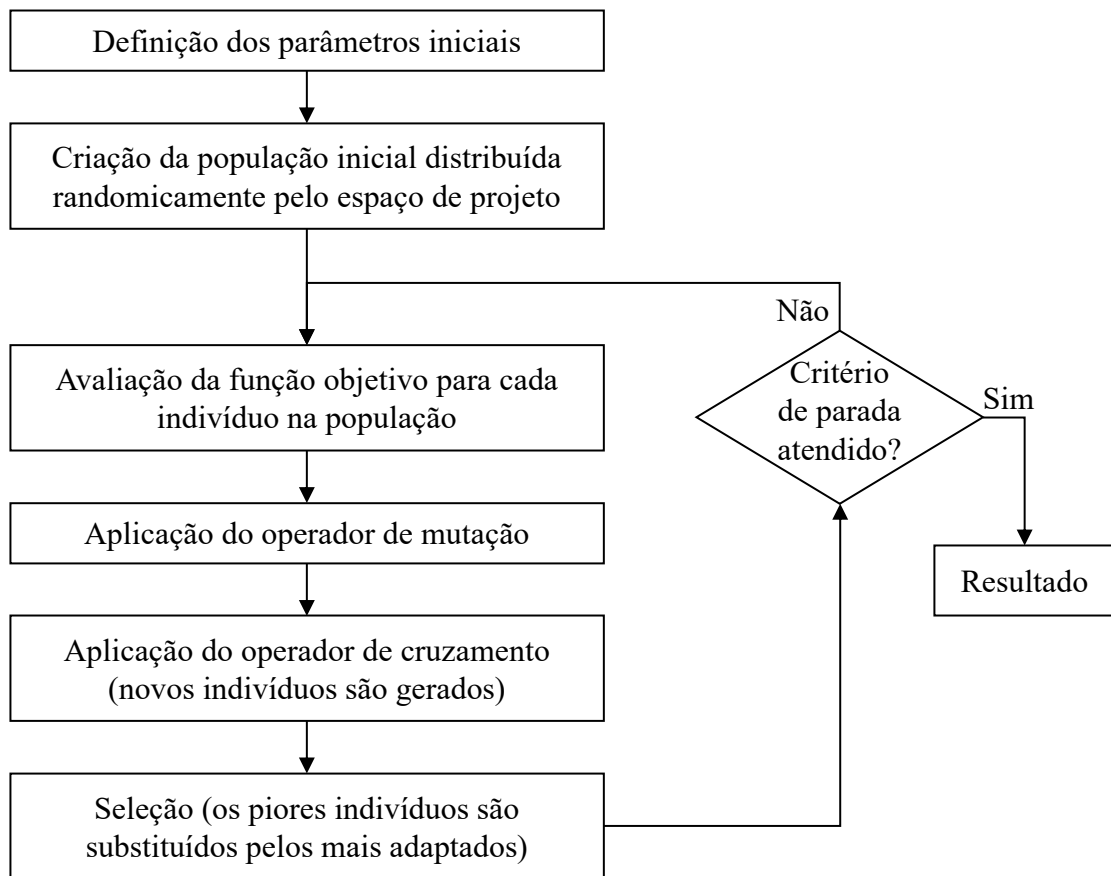 Definição dos parâmetros iniciais
Criação da população inicial distribuída
randomicamente pelo espaço de projeto
Não
Avaliação da função objetivo para cada
indivíduo na população
Critério
de parada
atendido?
Sim
Aplicação do operador de mutação
Resultado
Aplicação do operador de cruzamento
(novos indivíduos são gerados)
Seleção (os piores indivíduos são
substituídos pelos mais adaptados)